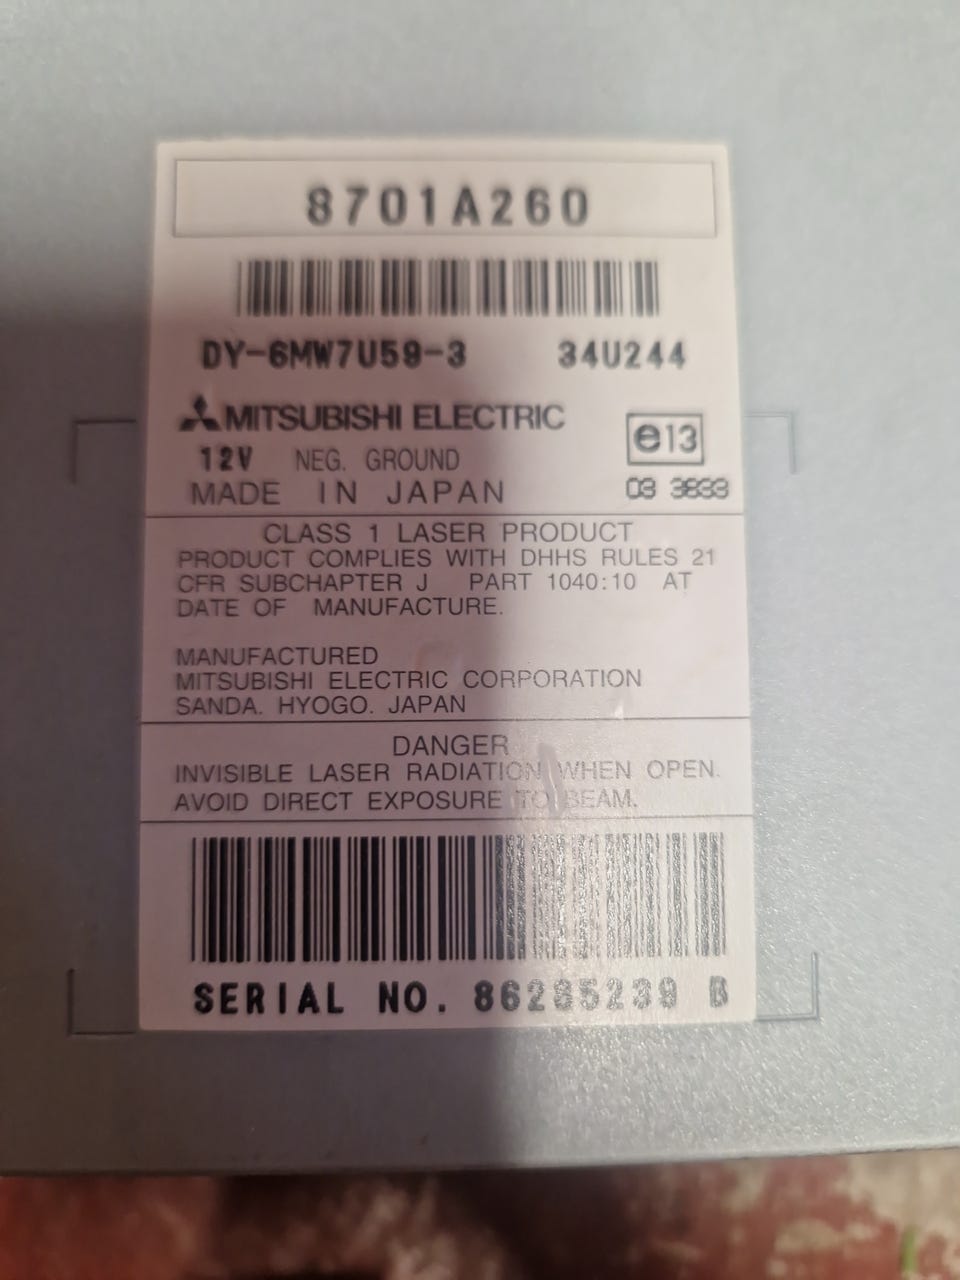 8701A260
DY-6MW7U59-3 34U244
MITSUBISHI ELECTRIC
e13
12V NEG. GROUND
MADE IN JAPAN 03 3833
CLASS 1 LASER PRODUCT
PRODUCT COMPLIES WITH DHHS RULES 21
CFR SUBCHAPTER J PART 1040:10 AT
DATE OF MANUFACTURE.
MANUFACTURED
MITSUBISHI ELECTRIC CORPORATION
SANDA. HYOGO. JAPAN
DANGER
INVISIBLE LASER RADIATION WHEN OPEN.
AVOID DIRECT EXPOSURE TO BEAM.
SERIAL NO. 86285239 B